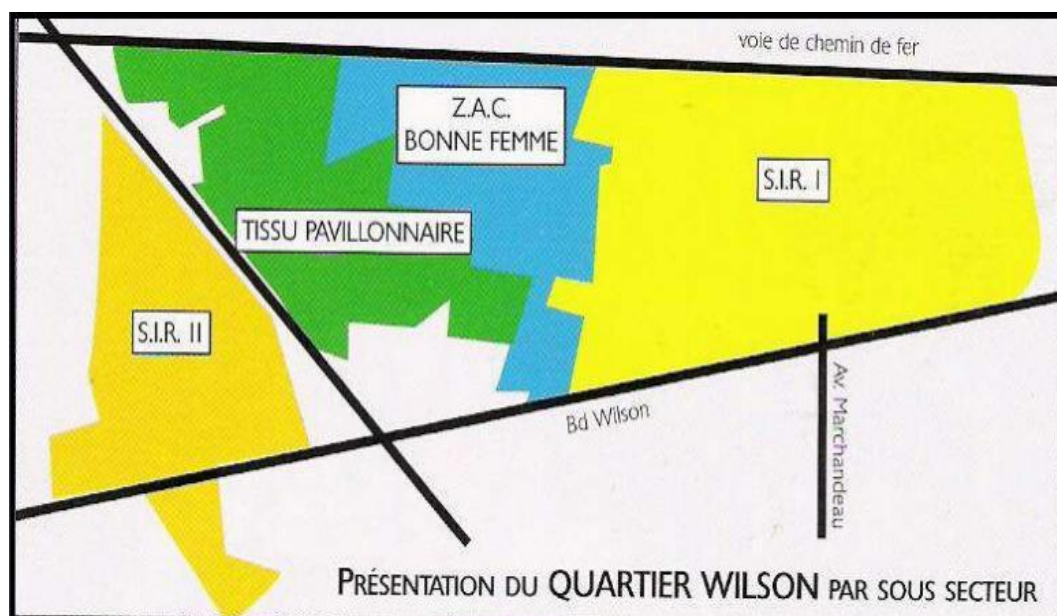 voie de chemin de fer
Z.A.C.
BONNE FEMME
S.I.R. I
TISSU PAVILLONNAIRE
S.I.R. II
Bd Wilson
Av. Marchandeau
PRÉSENTATION DU QUARTIER WILSON PAR SOUS SECTEUR